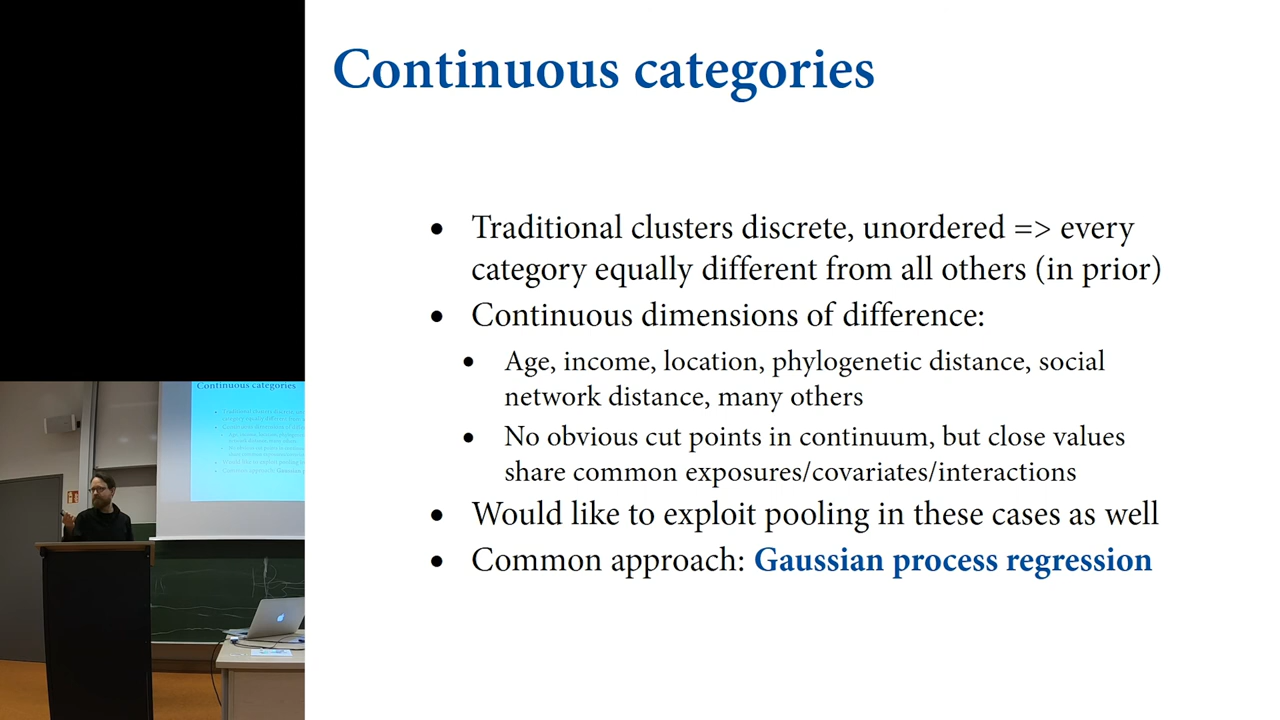 Continuous categories
• Traditional clusters discrete, unordered => every
category equally different from all others (in prior)
• Continuous dimensions of difference:
• Age, income, location, phylogenetic distance, social
network distance, many others
• No obvious cut points in continuum, but close values
share common exposures/covariates/interactions
• Would like to exploit pooling in these cases as well
• Common approach: Gaussian process regression
Continuous categories